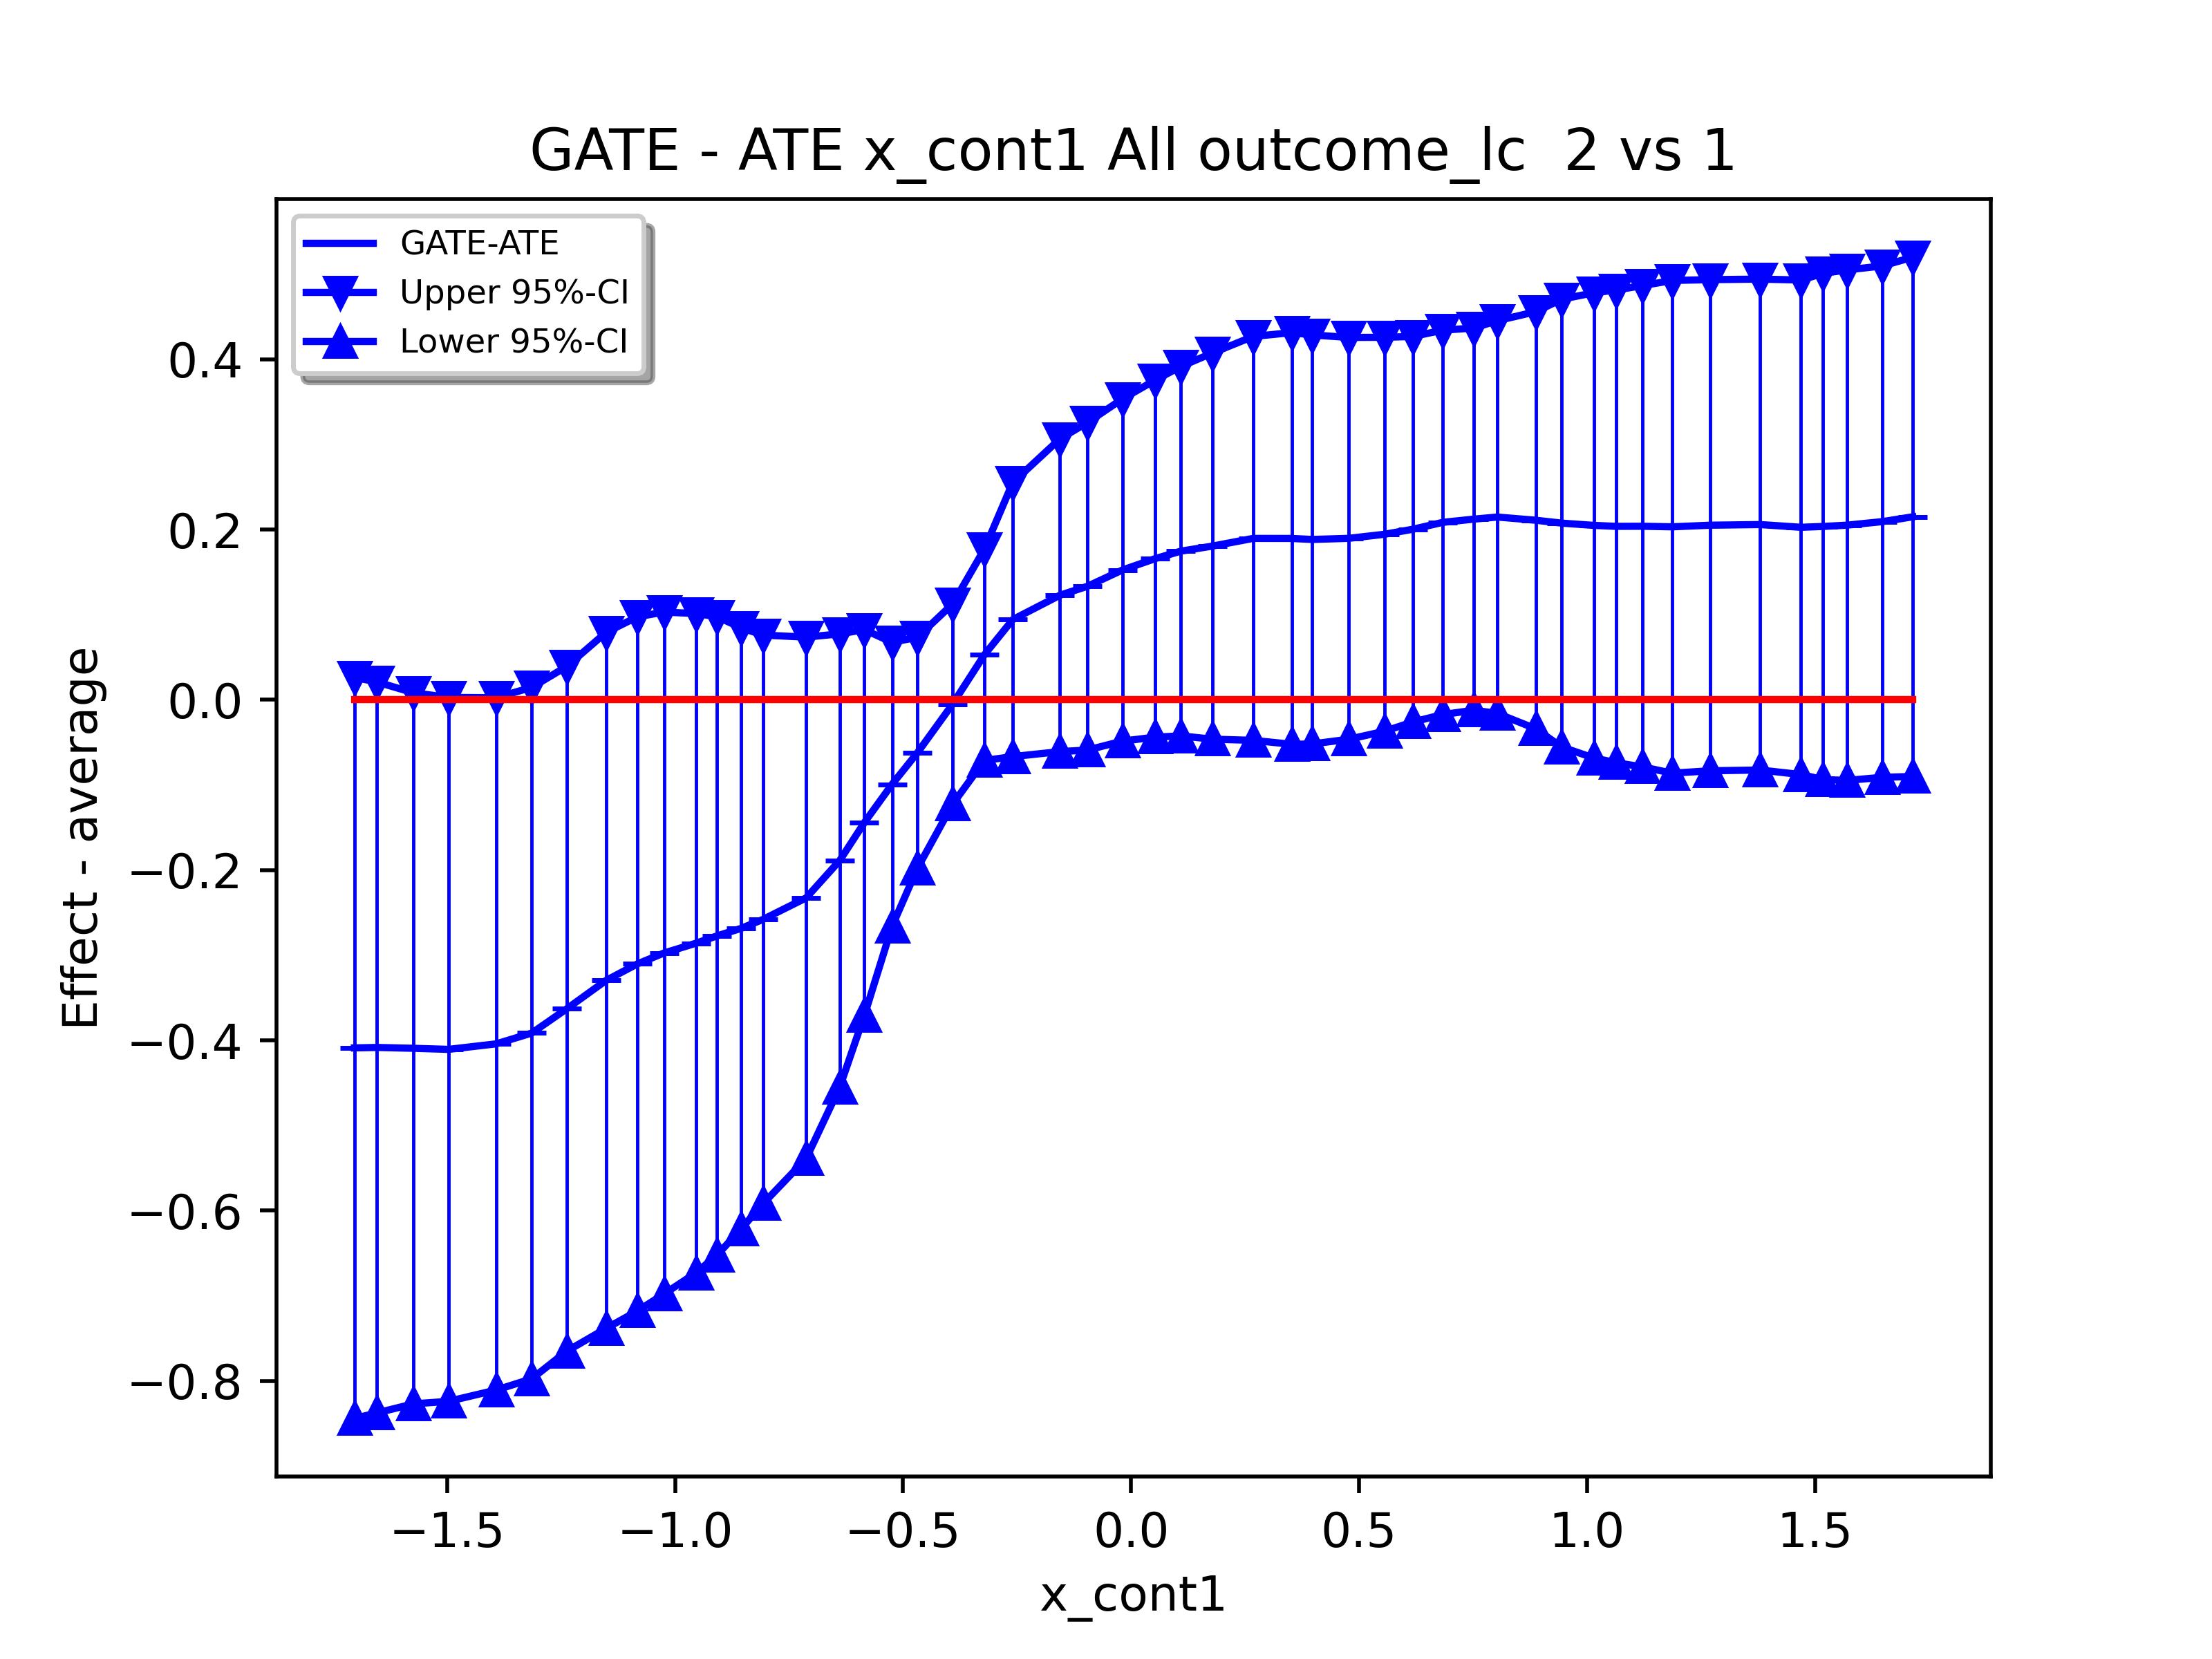 GATE - ATE x_cont1 All outcome_lc  2 vs 1
GATE-ATE
Upper 95%-CI
Lower 95%-CI
0.4
0.2
0.0
−0.2
−0.4
−0.6
−0.8
Effect - average
−1.5 −1.0 −0.5 0.0 0.5 1.0 1.5
x_cont1